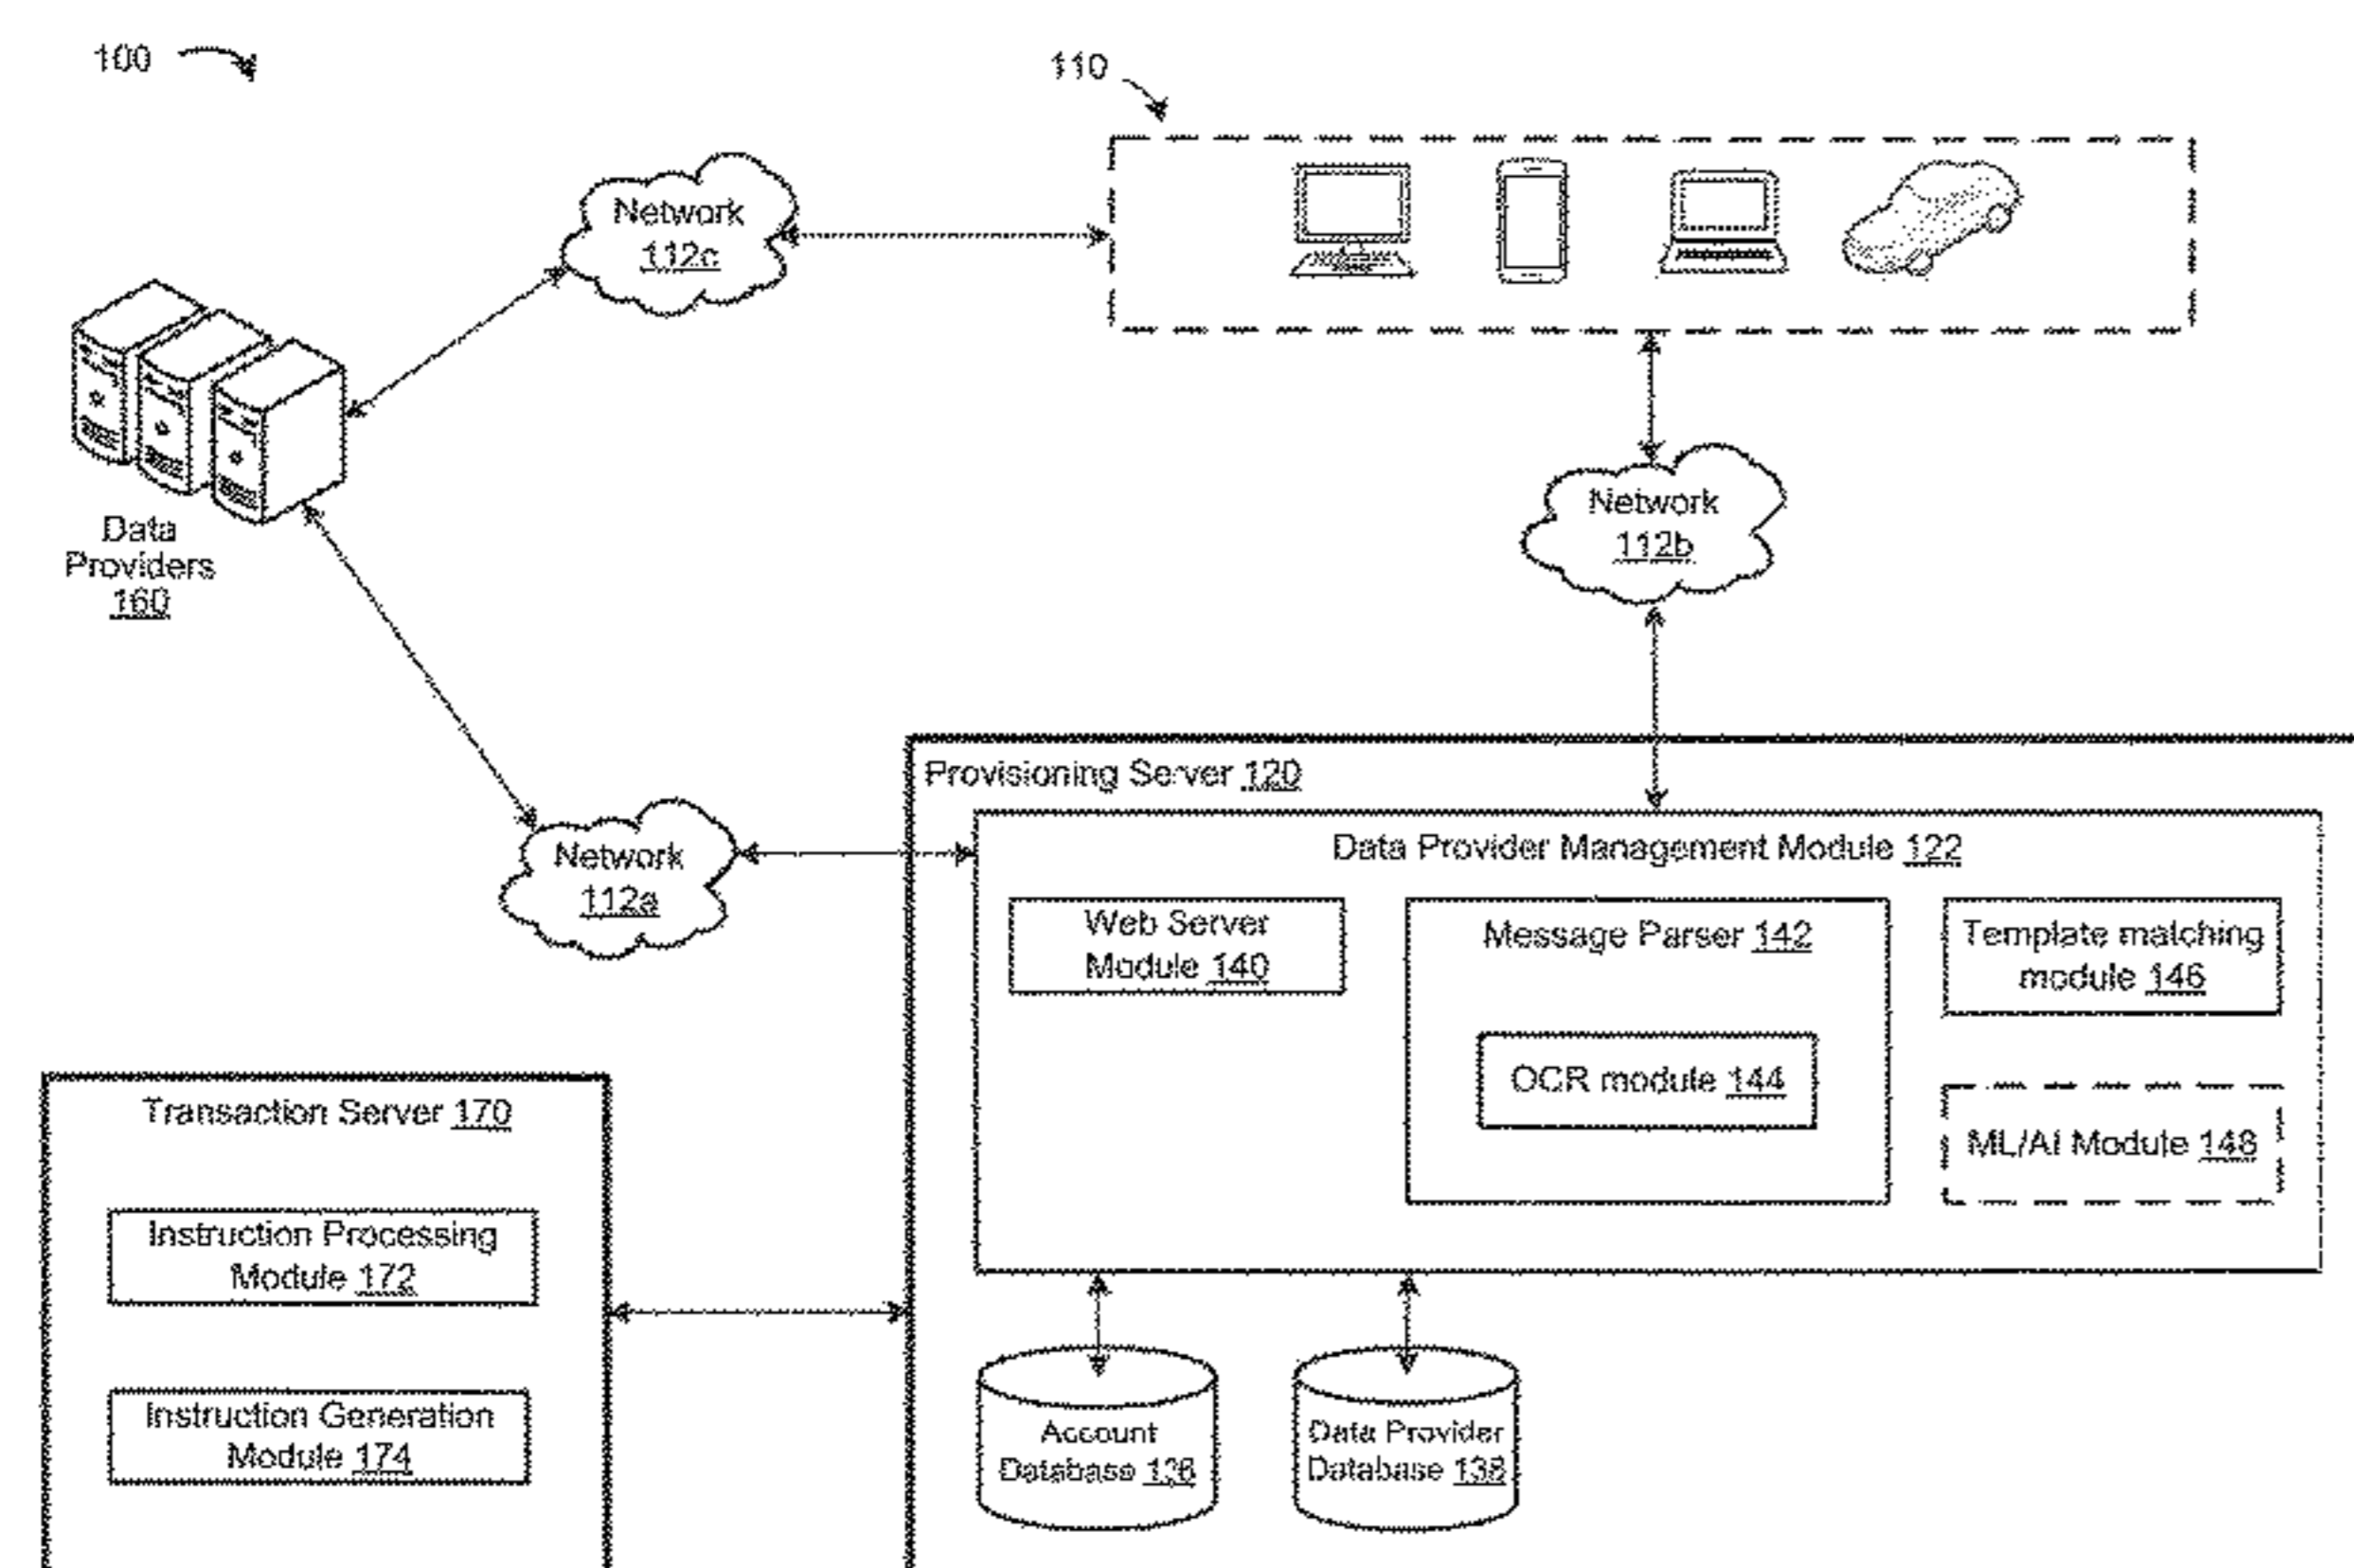 100
110
Network
112c
Data
Providers
160
Network
112b
Network
112a
Provisioning Server 120
Data Provider Management Module 122
Web Server
Module 140
Message Parser 142
OCR module 144
Template matching
module 146
ML/AI Module 148
Transaction Server 170
Instruction Processing
Module 172
Instruction Generation
Module 174
Account
Database 136
Data Provider
Database 138